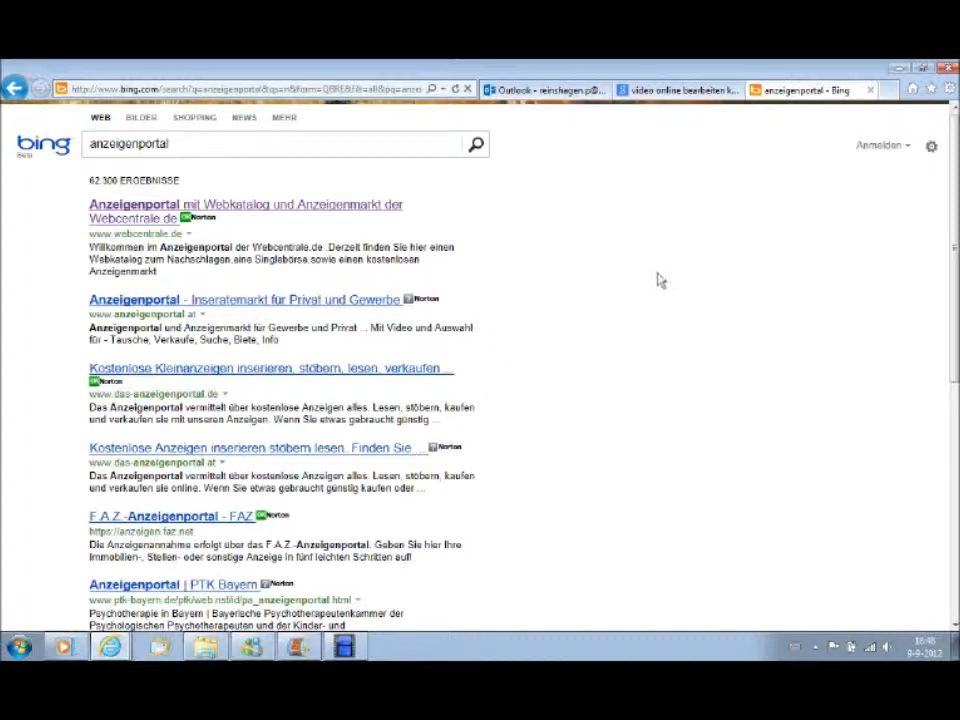 http://www.bing.com/search?q=anzeigenportal&qs=n&form=QBRE&filt=all&pq=anzei
Outlook - reinshagen.p@...
video online bearbeiten k...
anzeigenportal - Bing
WEB BILDER SHOPPING NEWS MEHR
bing
Beta
anzeigenportal
Anmelden
62.300 ERGEBNISSE
Anzeigenportal mit Webkatalog und Anzeigenmarkt der
Webcentrale.de OK Norton
www.webcentrale.de
Willkommen im Anzeigenportal der Webcentrale.de .Derzeit finden Sie hier einen
Webkatalog zum Nachschlagen,eine Singlebörse,sowie einen kostenlosen
Anzeigenmarkt
Anzeigenportal - Inseratemarkt für Privat und Gewerbe ? Norton
www.anzeigenportal.at
Anzeigenportal und Anzeigenmarkt für Gewerbe und Privat ... Mit Video und Auswahl
für - Tausche, Verkaufe, Suche, Biete, Info
Kostenlose Kleinanzeigen inserieren, stöbern, lesen, verkaufen ...
OK Norton
www.das-anzeigenportal.de
Das Anzeigenportal vermittelt über kostenlose Anzeigen alles. Lesen, stöbern, kaufen
und verkaufen sie mit unseren Anzeigen. Wenn Sie etwas gebraucht günstig ...
Kostenlose Anzeigen inserieren stöbern lesen. Finden Sie ... ? Norton
www.das-anzeigenportal.at
Das Anzeigenportal vermittelt über kostenlose Anzeigen alles. Lesen, stöbern, kaufen
und verkaufen sie online. Wenn Sie etwas gebraucht günstig kaufen oder ...
F.A.Z.-Anzeigenportal - FAZ OK Norton
https://anzeigen.faz.net
Die Anzeigenannahme erfolgt über das F.A.Z.-Anzeigenportal. Geben Sie hier Ihre
Immobilien-, Stellen- oder sonstige Anzeige in fünf leichten Schritten auf!
Anzeigenportal | PTK Bayern ? Norton
www.ptk-bayern.de/ptk/web.nsf/id/pa_anzeigenportal.html
Psychotherapie in Bayern | Bayerische Psychotherapeutenkammer der
Psychologischen Psychotherapeuten und der Kinder- und
16:48
9-9-2012